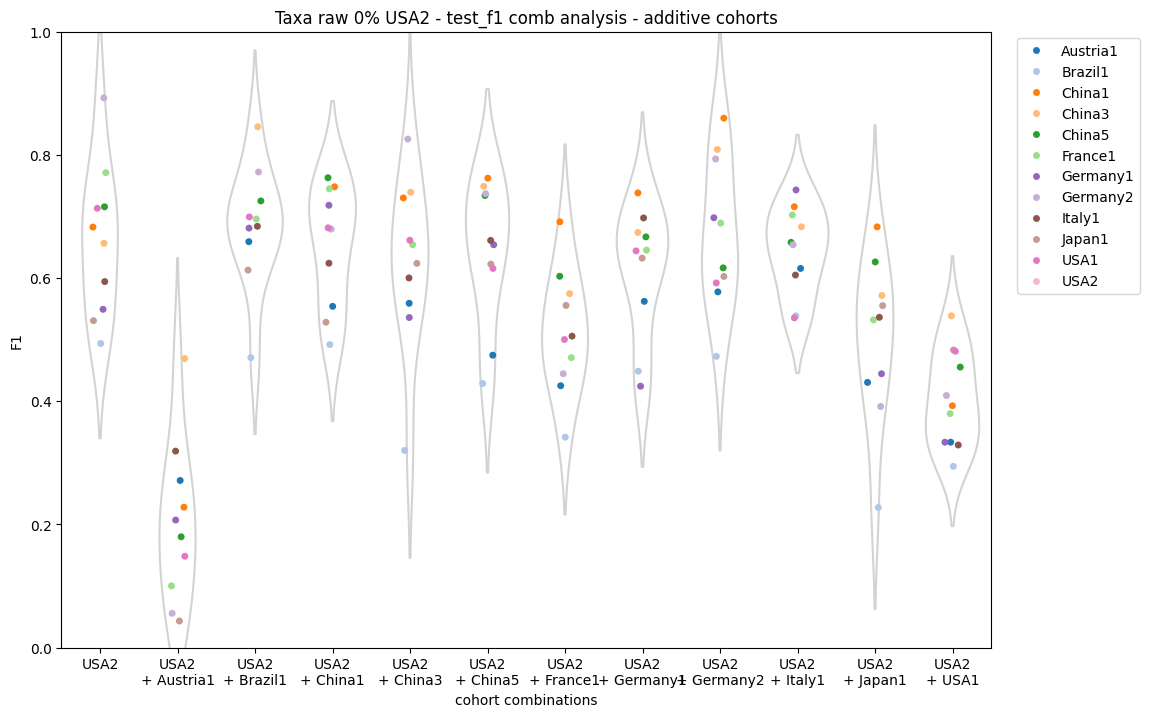 Taxa raw 0% USA2 - test_f1 comb analysis - additive cohorts
F1
1.0
0.8
0.6
0.4
0.2
0.0
USA2
USA2
+ Austria1
USA2
+ Brazil1
USA2
+ China1
USA2
+ China3
USA2
+ China5
USA2
+ France1
USA2
+ Germany1
USA2
+ Germany2
USA2
+ Italy1
USA2
+ Japan1
USA2
+ USA1
cohort combinations
Austria1
Brazil1
China1
China3
China5
France1
Germany1
Germany2
Italy1
Japan1
USA1
USA2